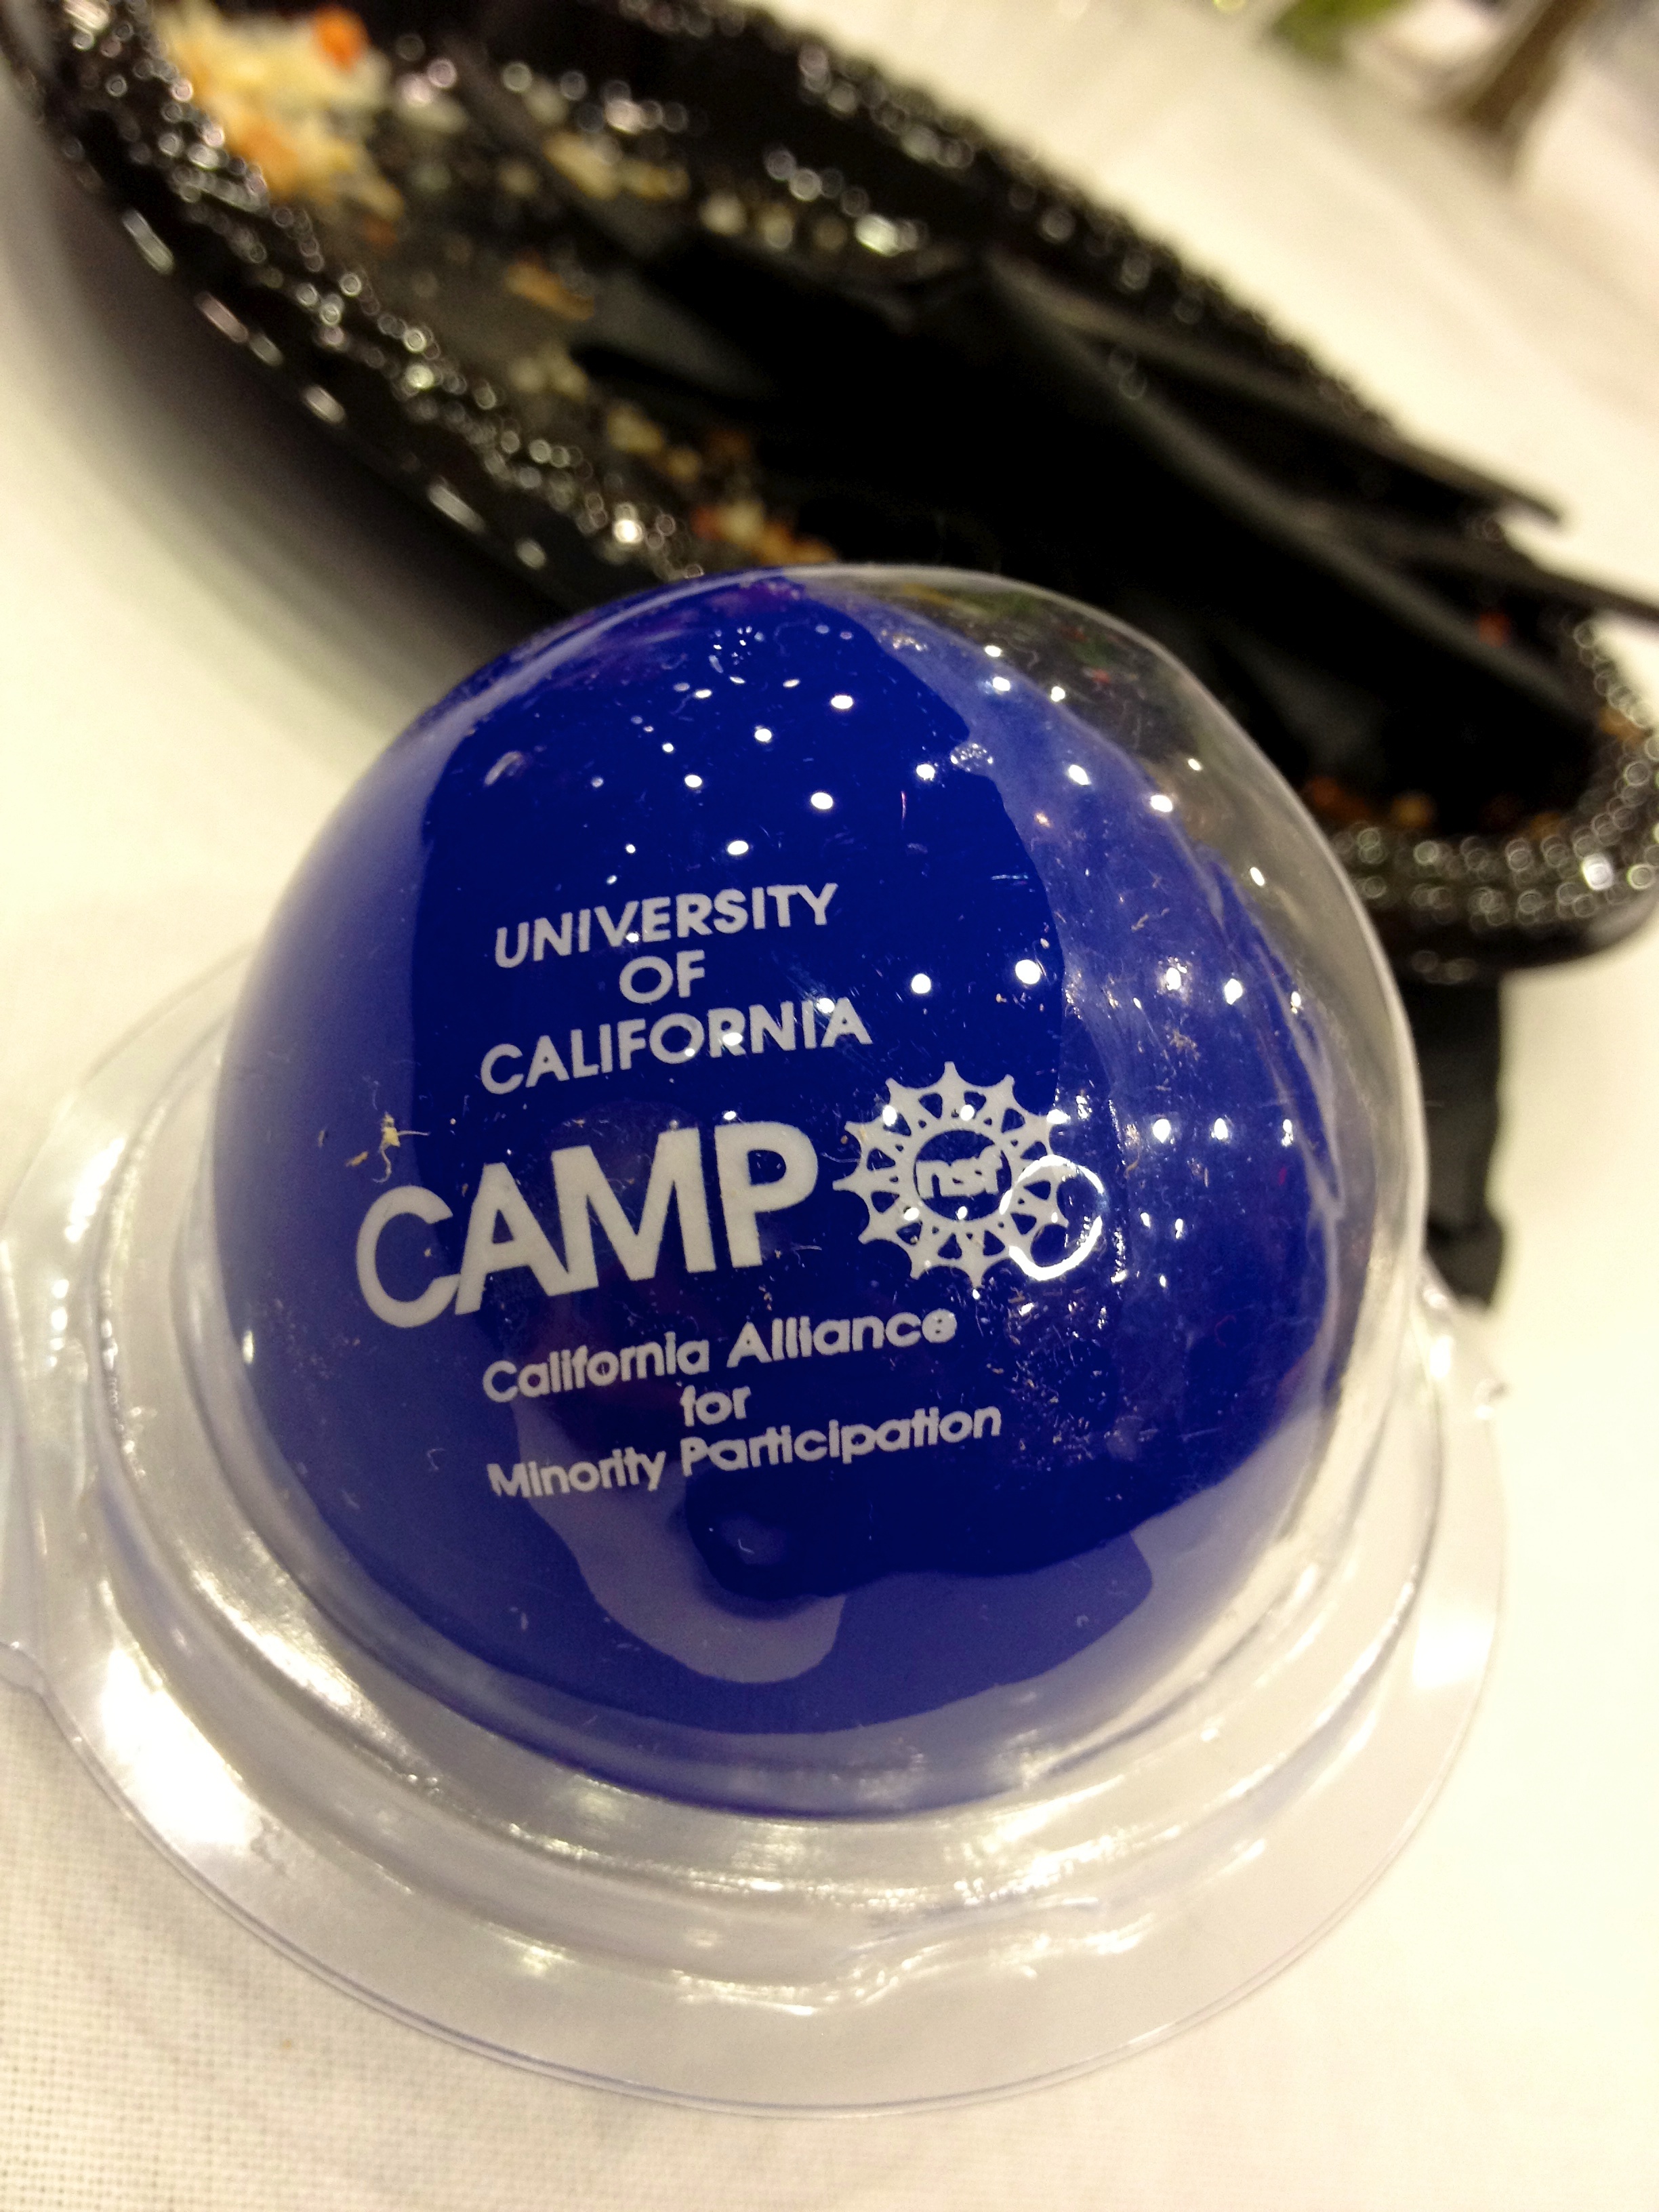 UNIVERSITY
OF
CALIFORNIA
CAMP
nsf
California Alliance
for
Minority Participation